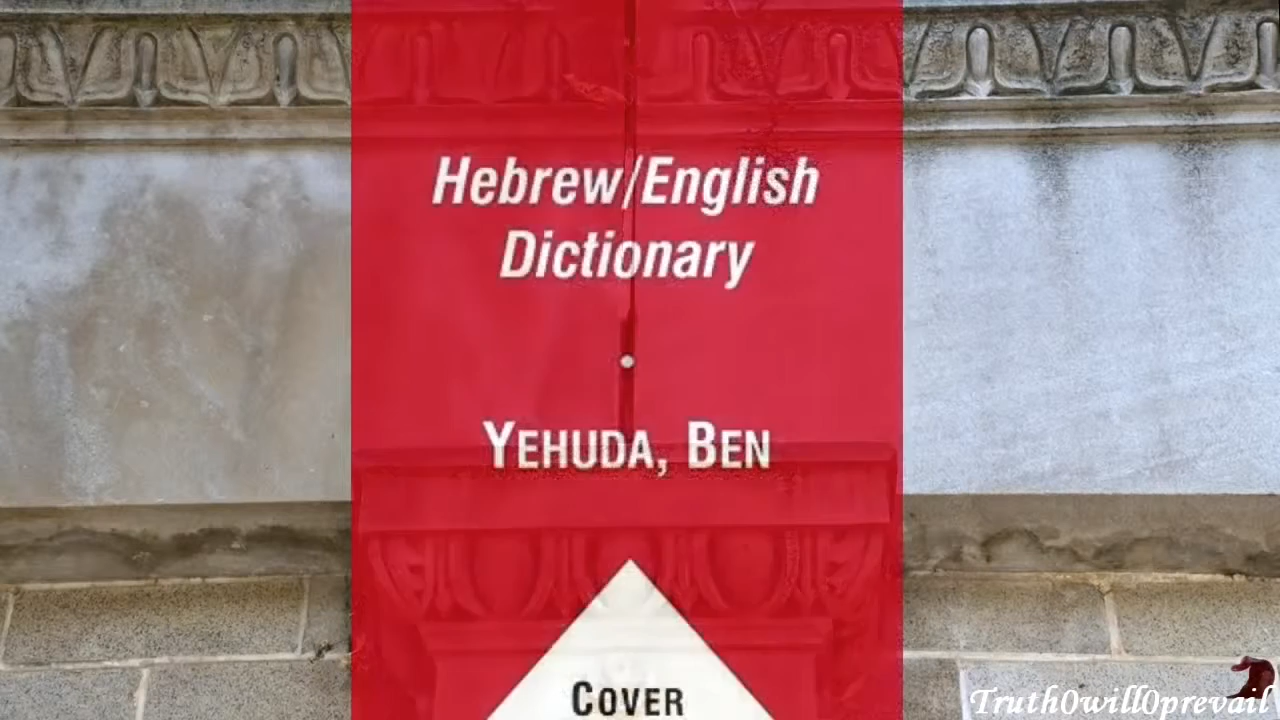 Hebrew/English
Dictionary
YEHUDA, BEN
COVER
Truth0will0prevail